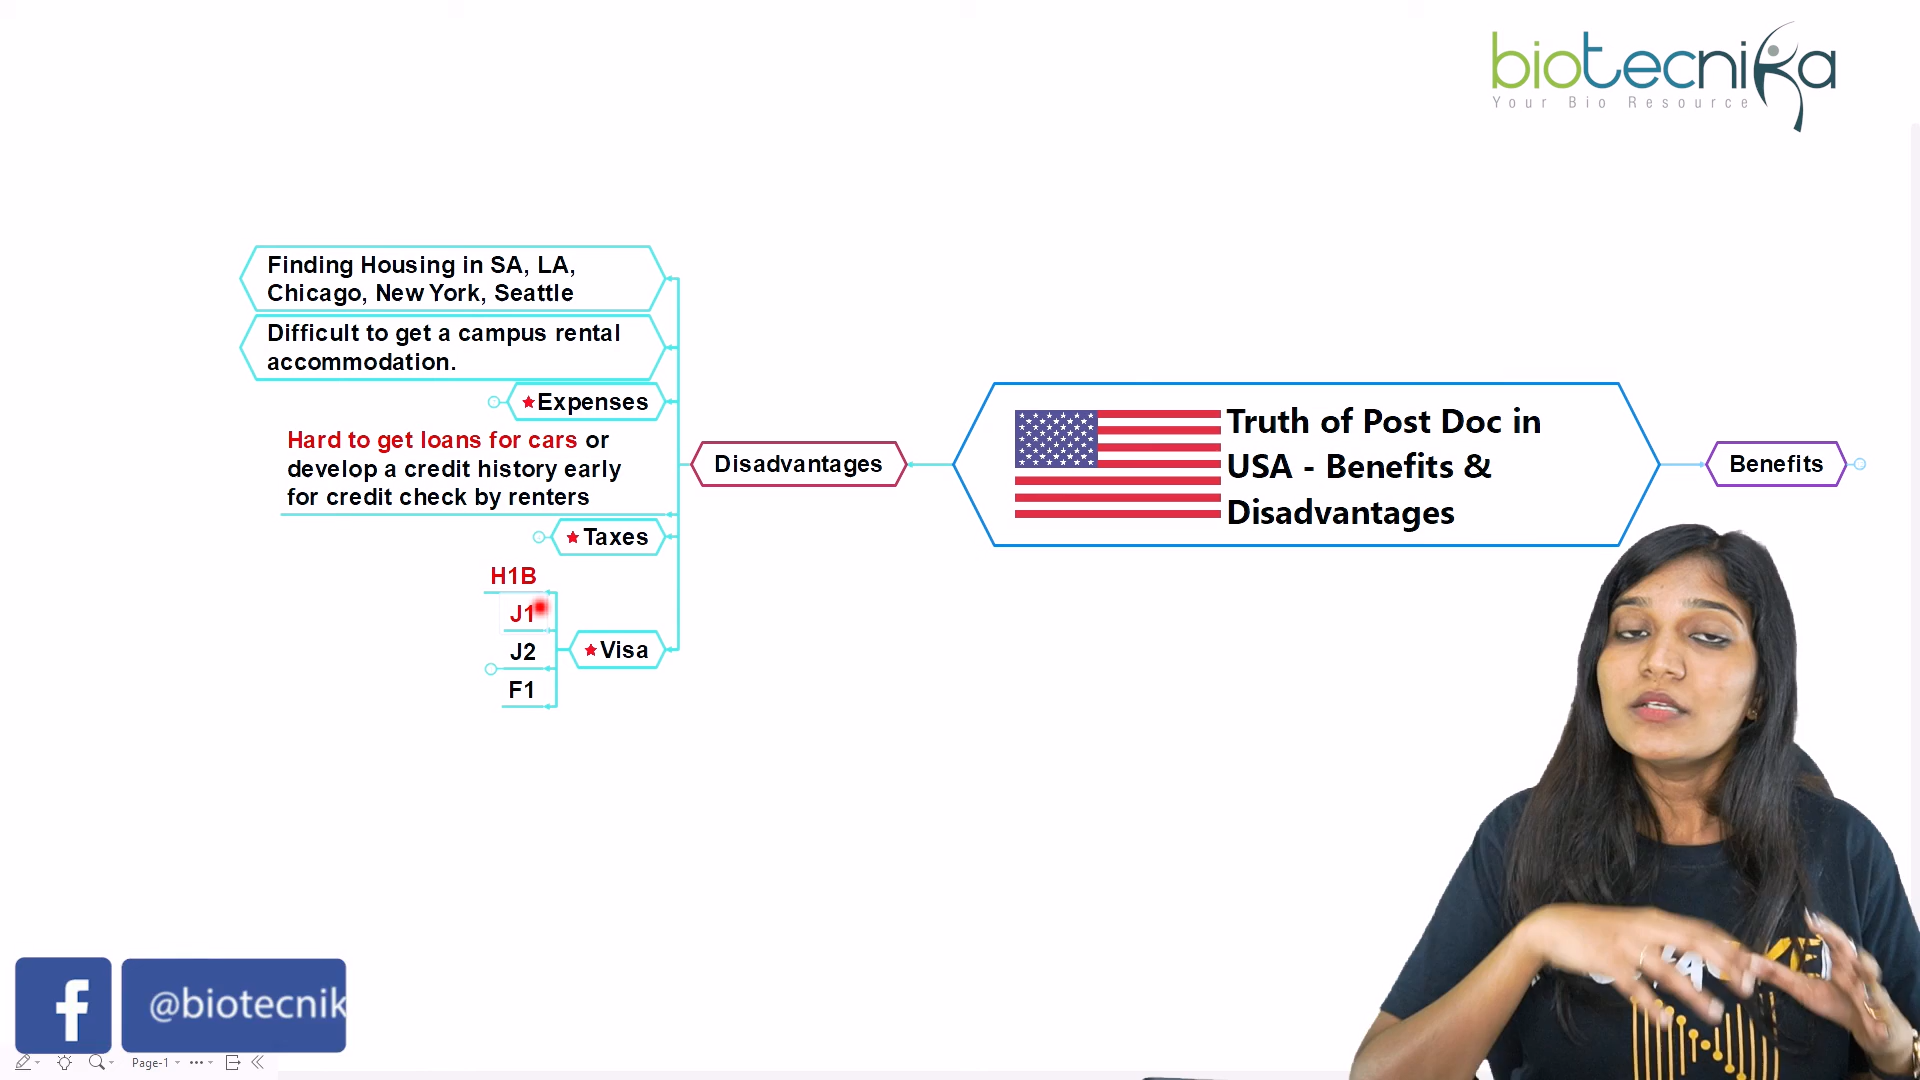 biotecnika
Your Bio Resource
Finding Housing in SA, LA,
Chicago, New York, Seattle
Difficult to get a campus rental
accommodation.
Expenses
Hard to get loans for cars or
develop a credit history early
for credit check by renters
Taxes
H1B
J1
J2
F1
Visa
Disadvantages
Truth of Post Doc in
USA - Benefits &
Disadvantages
Benefits
f
@biotecnik
Page-1